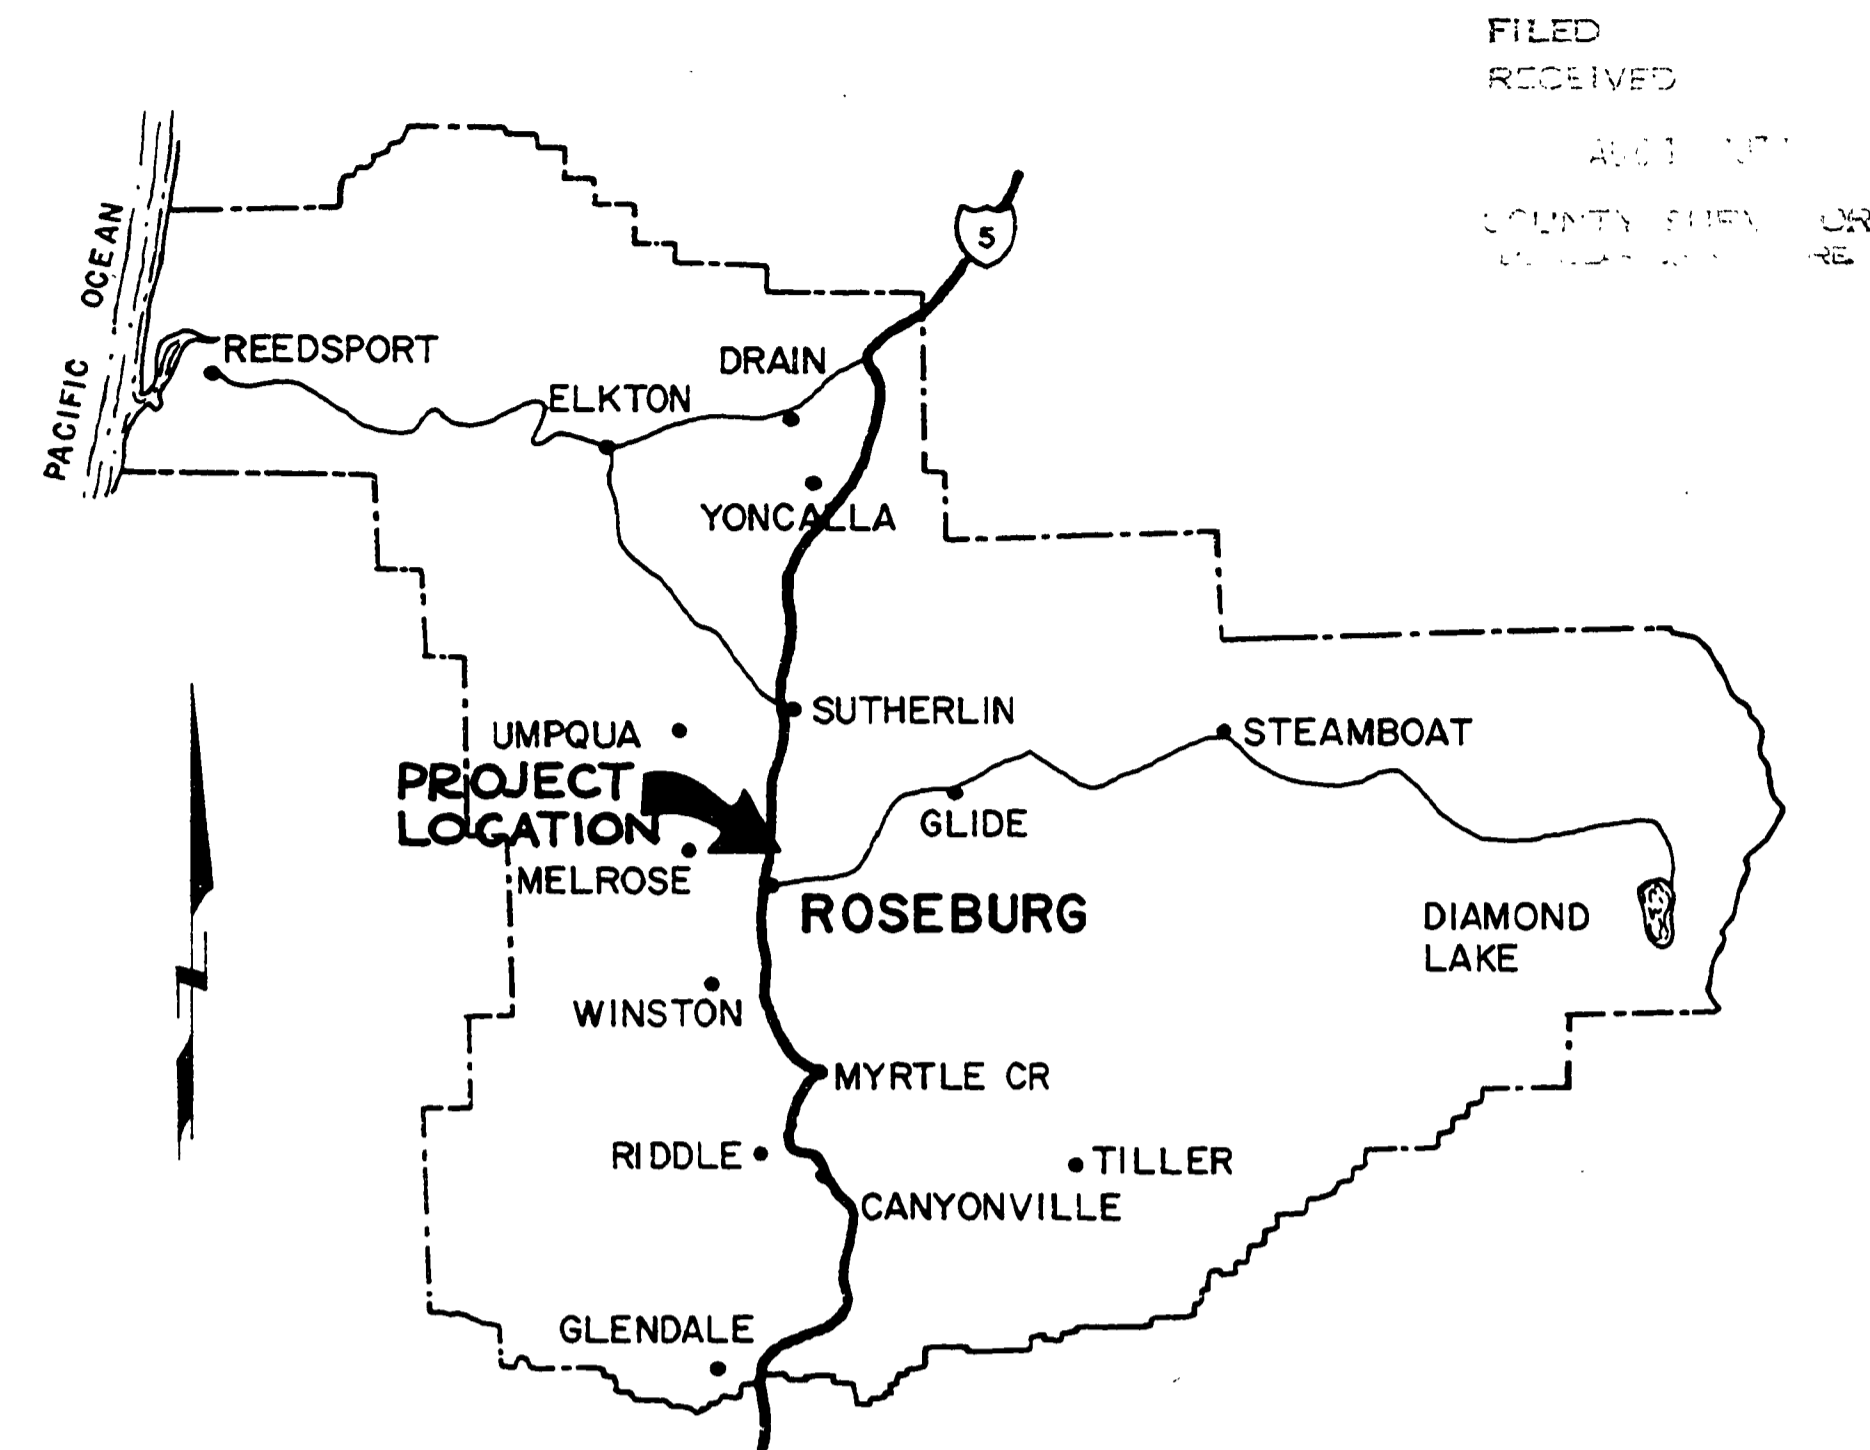 FILED
RECEIVED
PACIFIC OCEAN
5
REEDSPORT
DRAIN
ELKTON
YONCALLA
SUTHERLIN
UMPQUA
STEAMBOAT
PROJECT
LOCATION
GLIDE
MELROSE
ROSEBURG
DIAMOND
LAKE
WINSTON
MYRTLE CR
RIDDLE
TILLER
CANYONVILLE
GLENDALE